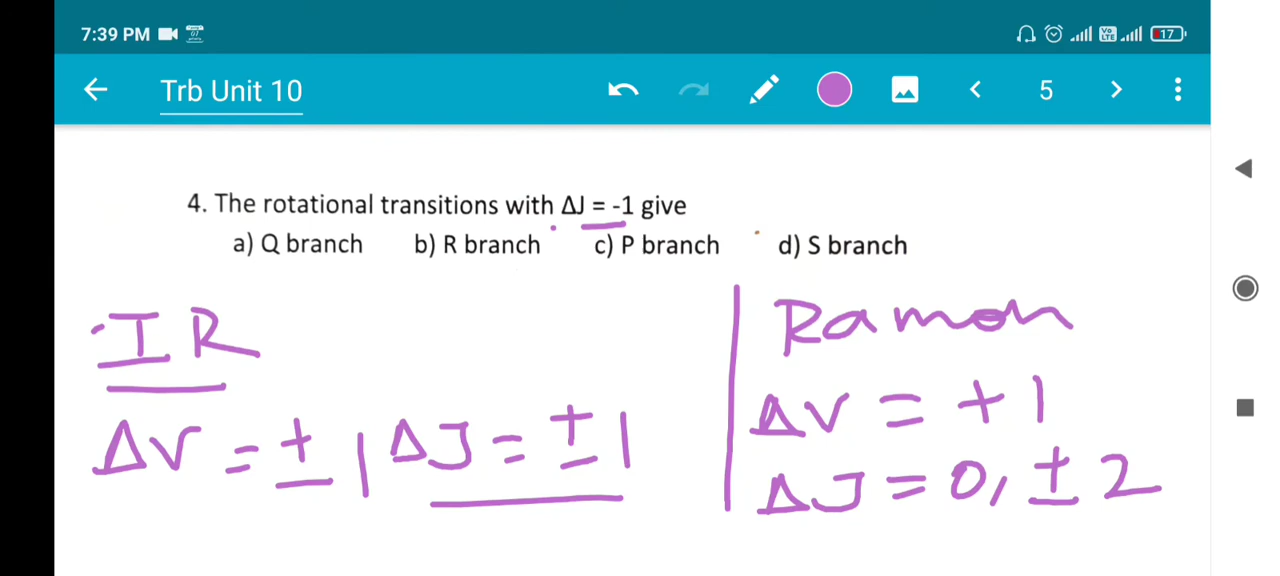 7:39 PM 17
Trb Unit 10 5
4. The rotational transitions with ΔJ = -1 give
a) Q branch b) R branch c) P branch d) S branch
IR
ΔV = ±1 ΔJ = ±1
Raman
ΔV = +1
ΔJ = 0, ±2